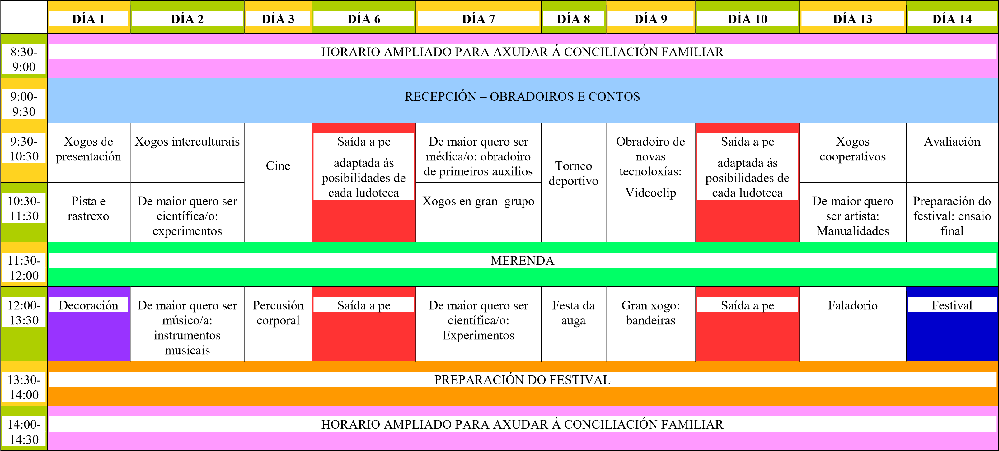 DÍA 1 DÍA 2 DÍA 3 DÍA 6 DÍA 7 DÍA 8 DÍA 9 DÍA 10 DÍA 13 DÍA 14
8:30-
9:00
HORARIO AMPLIADO PARA AXUDAR Á CONCILIACIÓN FAMILIAR
9:00-
9:30
RECEPCIÓN – OBRADOIROS E CONTOS
9:30-
10:30
Xogos de
presentación
Xogos interculturais
Cine
Saída a pe
adaptada ás
posibilidades de
cada ludoteca
De maior quero ser
médica/o: obradoiro
de primeiros auxilios
Torneo
deportivo
Obradoiro de
novas
tecnoloxías:
Videoclip
Saída a pe
adaptada ás
posibilidades de
cada ludoteca
Xogos
cooperativos
Avaliación
10:30-
11:30
Pista e
rastrexo
De maior quero ser
científica/o:
experimentos
Xogos en gran grupo
De maior quero
ser artista:
Manualidades
Preparación do
festival: ensaio
final
11:30-
12:00
MERENDA
12:00-
13:30
Decoración
De maior quero ser
músico/a:
instrumentos
musicais
Percusión
corporal
Saída a pe
De maior quero ser
científica/o:
Experimentos
Festa da
auga
Gran xogo:
bandeiras
Saída a pe
Faladorio
Festival
13:30-
14:00
PREPARACIÓN DO FESTIVAL
14:00-
14:30
HORARIO AMPLIADO PARA AXUDAR Á CONCILIACIÓN FAMILIAR